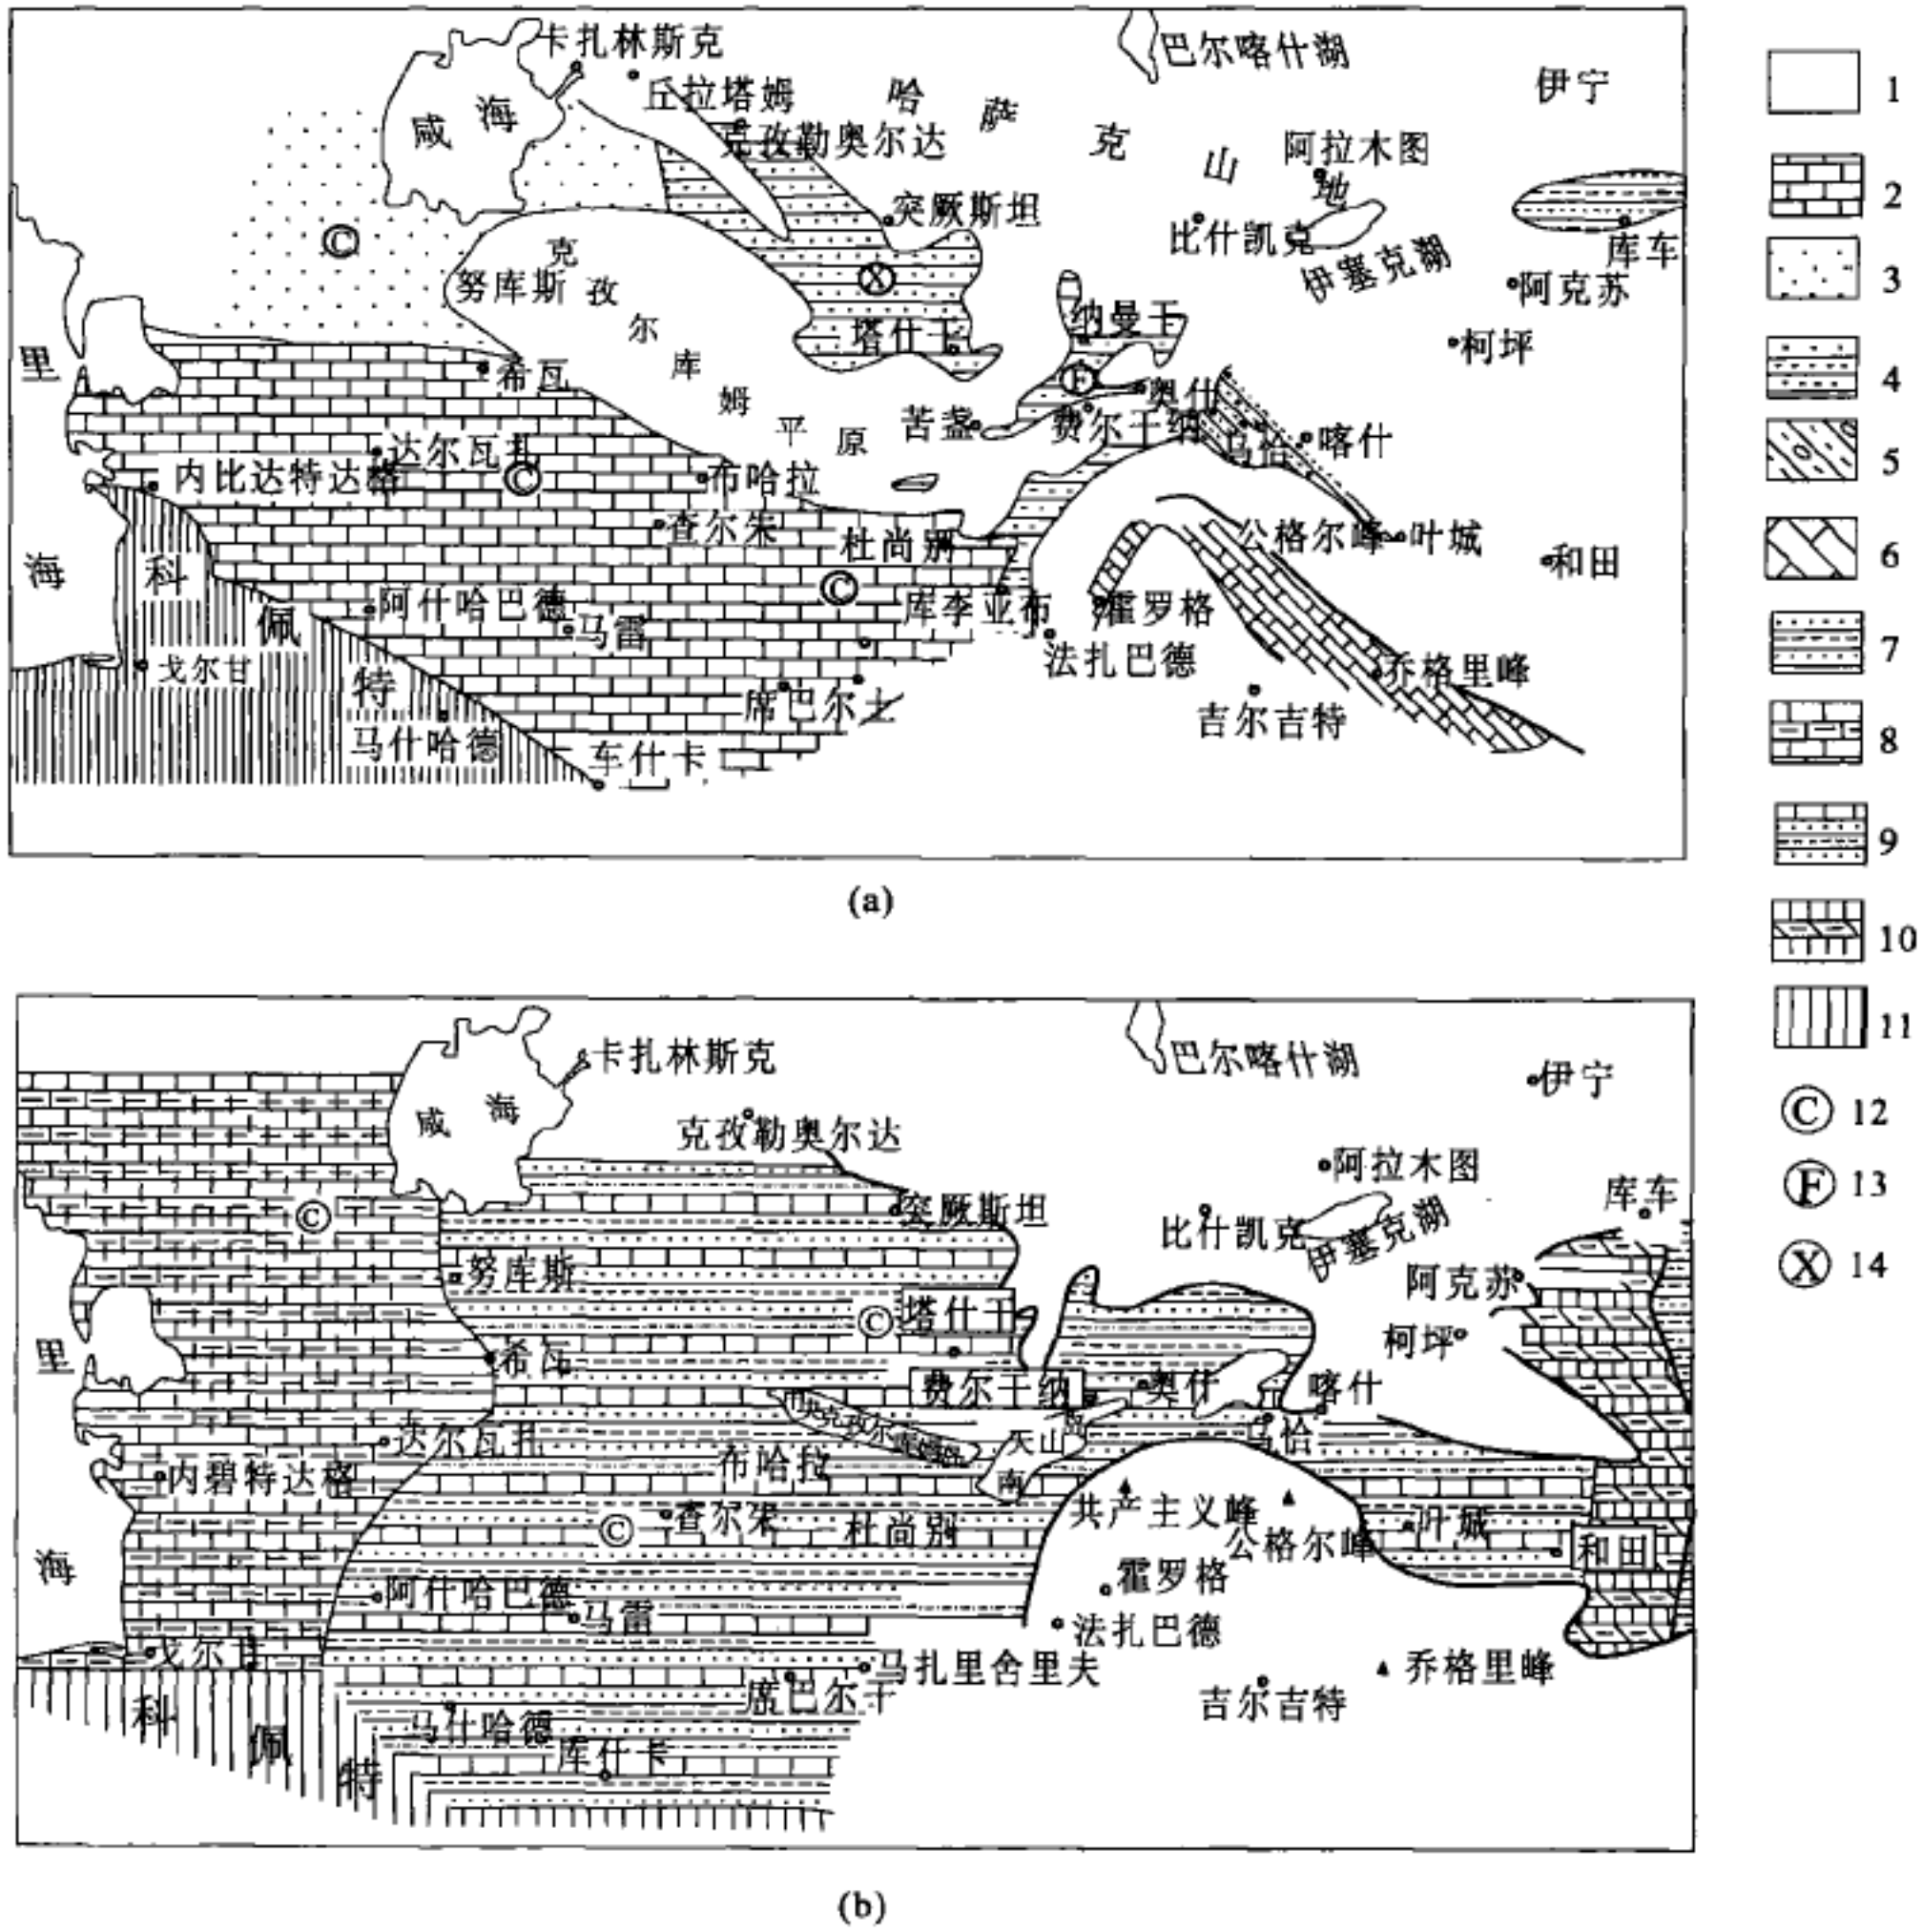 卡扎林斯克
丘拉塔姆
咸海
哈萨克山地
巴尔喀什湖
伊宁
克孜勒奥尔达
阿拉木图
突厥斯坦
比什凯克
伊塞克湖
库车
C
努库斯
克孜尔库姆平原
X
塔什干
纳曼干
阿克苏
柯坪
里海
希瓦
F
奥什
苦盏
费尔干纳
乌恰
喀什
达尔瓦扎
内比达特达格
C
布哈拉
查尔朱
杜尚别
公格尔峰
叶城
和田
科佩特
阿什哈巴德
马雷
C
库李亚布
霍罗格
法扎巴德
戈尔甘
席巴尔士
乔格里峰
吉尔吉特
马什哈德
车什卡
(a)
1
2
3
4
5
6
7
8
9
10
11
C 12
F 13
X 14
卡扎林斯克
咸海
巴尔喀什湖
伊宁
克孜勒奥尔达
阿拉木图
库车
C
突厥斯坦
比什凯克
伊塞克湖
努库斯
阿克苏
C
塔什干
柯坪
里海
希瓦
费尔干纳
奥什
喀什
乌恰
达尔瓦扎
天山
南
布哈拉
内碧特达格
C
查尔朱
杜尚别
共产主义峰
公格尔峰
叶城
和田
阿什哈巴德
马雷
霍罗格
法扎巴德
戈尔甘
马扎里舍里夫
乔格里峰
席巴尔干
吉尔吉特
科佩特
马什哈德
库什卡
(b)